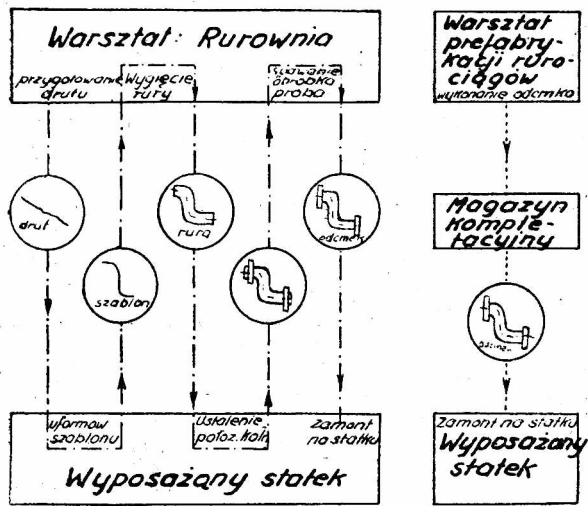 Warsztat: Rurownia
przygotowanie
drutu
Wygięcie
rury
obróbka
próba
drut
szablon
rura
odcinek
uformow
szablonu
Ustalenie
położ. kołn
Zamont
na statku
Wyposażany statek
Warsztat
prefabry-
kacji ruro-
ciągów
wykonanie odcinka
Magazyn
komple-
tacyjny
odcinek
Zamont na statku
Wyposażany
statek